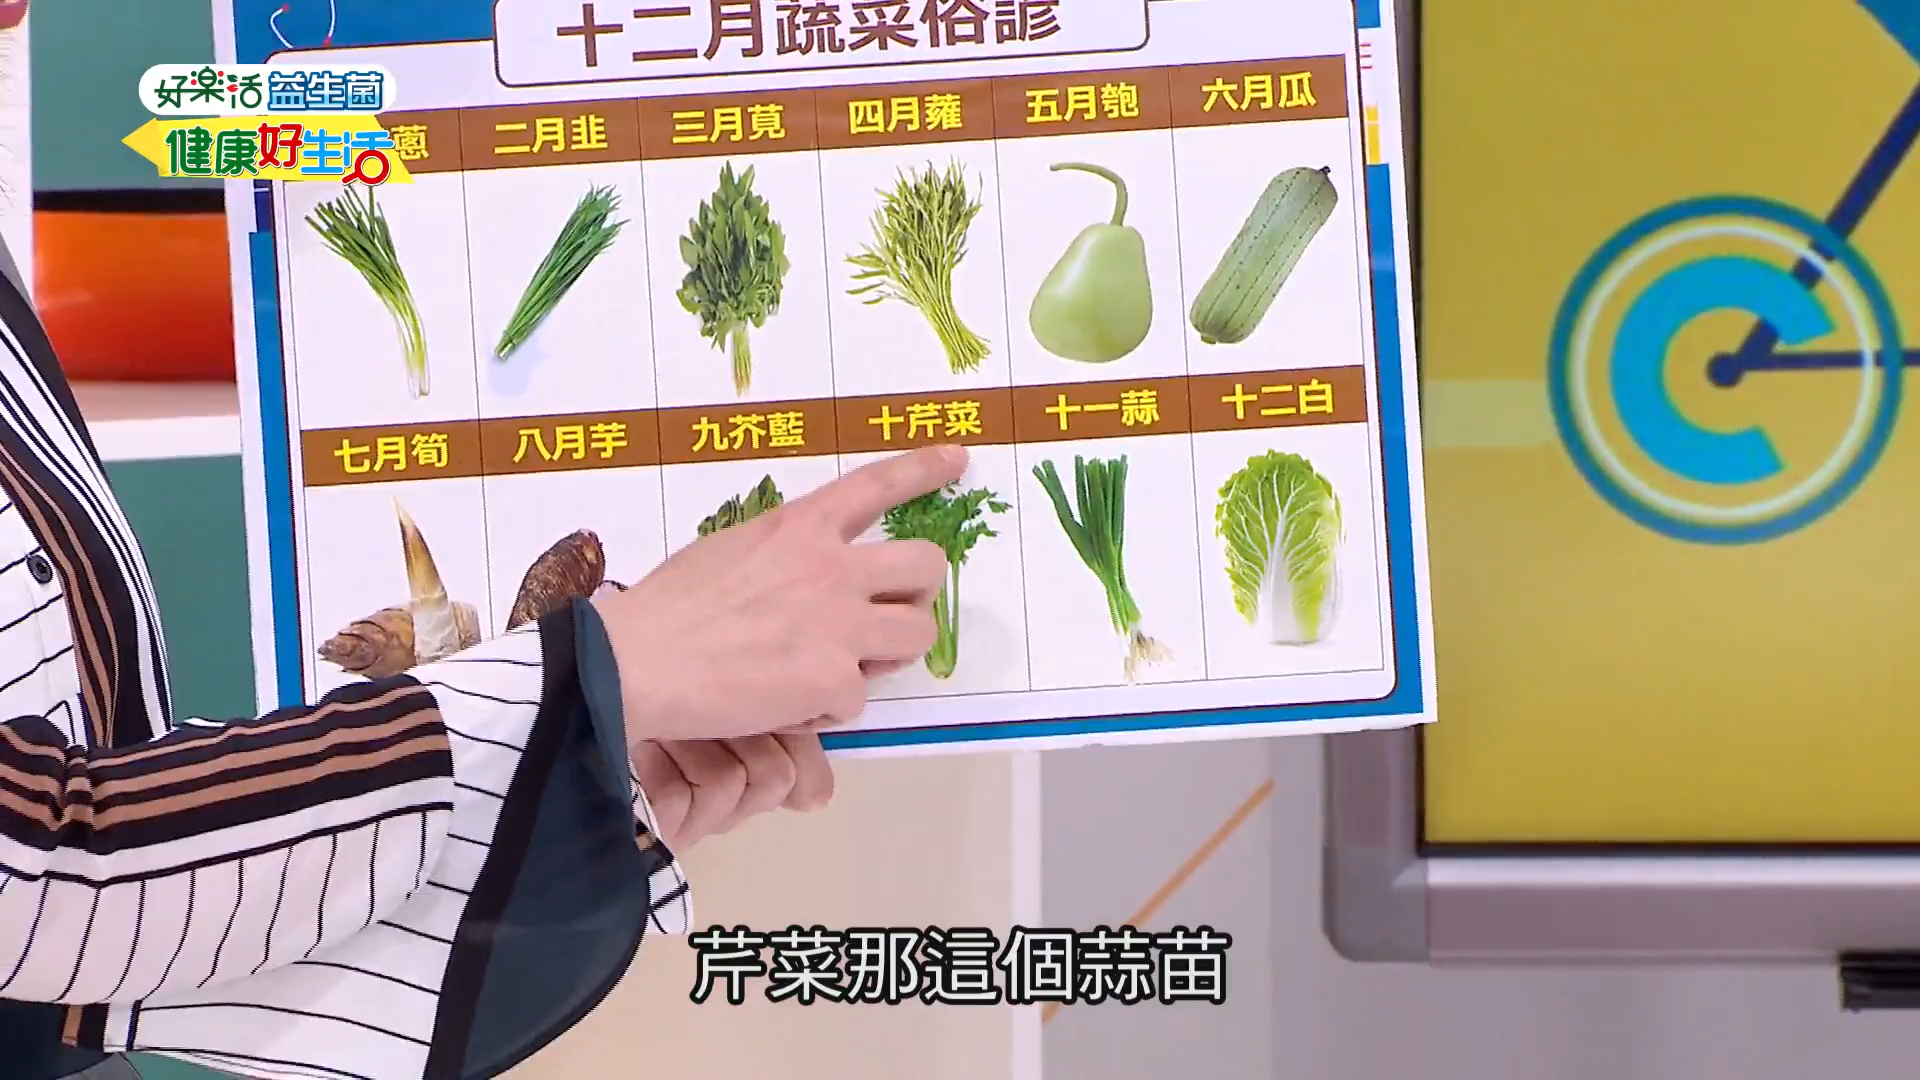 十二月蔬菜俗諺
好樂活益生菌
健康好生活
蔥
二月韭
三月莧
四月蕹
五月匏
六月瓜
七月筍
八月芋
九芥藍
十芹菜
十一蒜
十二白
芹菜那這個蒜苗